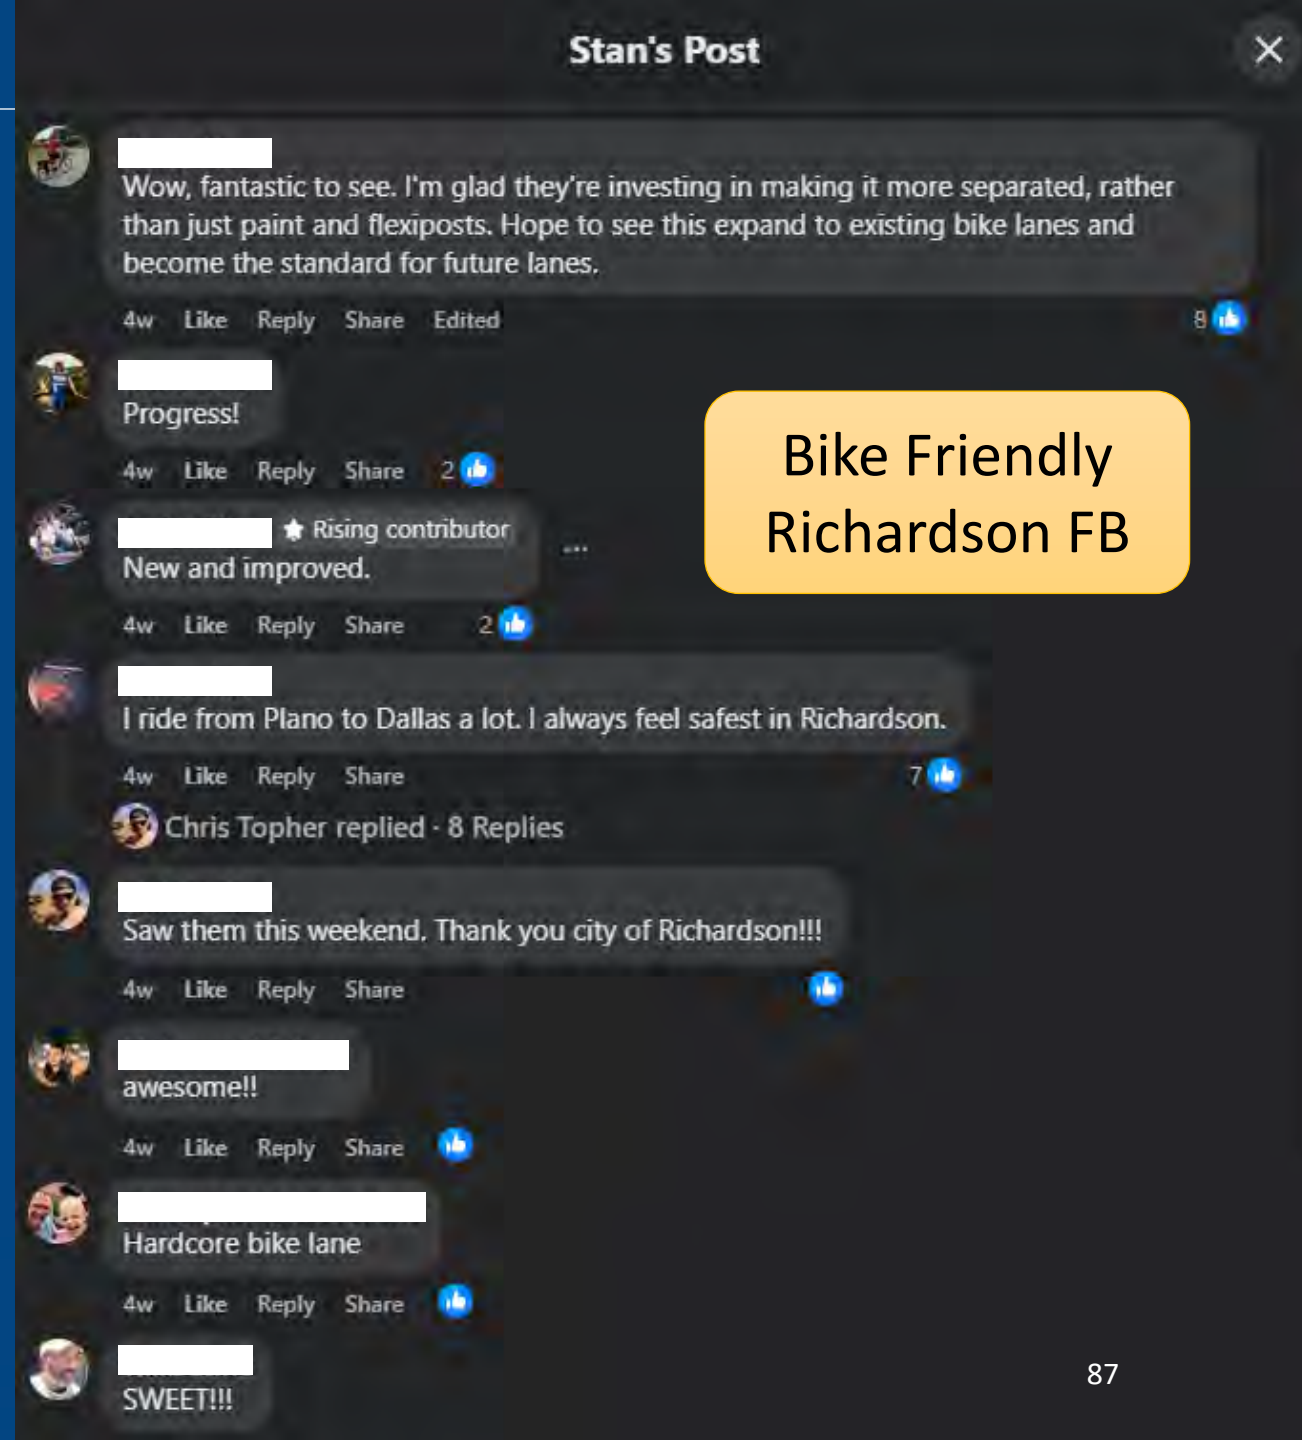 Stan's Post
Wow, fantastic to see. I'm glad they're investing in making it more separated, rather
than just paint and flexiposts. Hope to see this expand to existing bike lanes and
become the standard for future lanes.
4w Like Reply Share Edited 8
Progress!
4w Like Reply Share 2
Bike Friendly
Richardson FB
Rising contributor
New and improved.
4w Like Reply Share 2
I ride from Plano to Dallas a lot. I always feel safest in Richardson.
4w Like Reply Share 7
Chris Topher replied · 8 Replies
Saw them this weekend. Thank you city of Richardson!!!
4w Like Reply Share
awesome!!
4w Like Reply Share
Hardcore bike lane
4w Like Reply Share
SWEET!!!
87